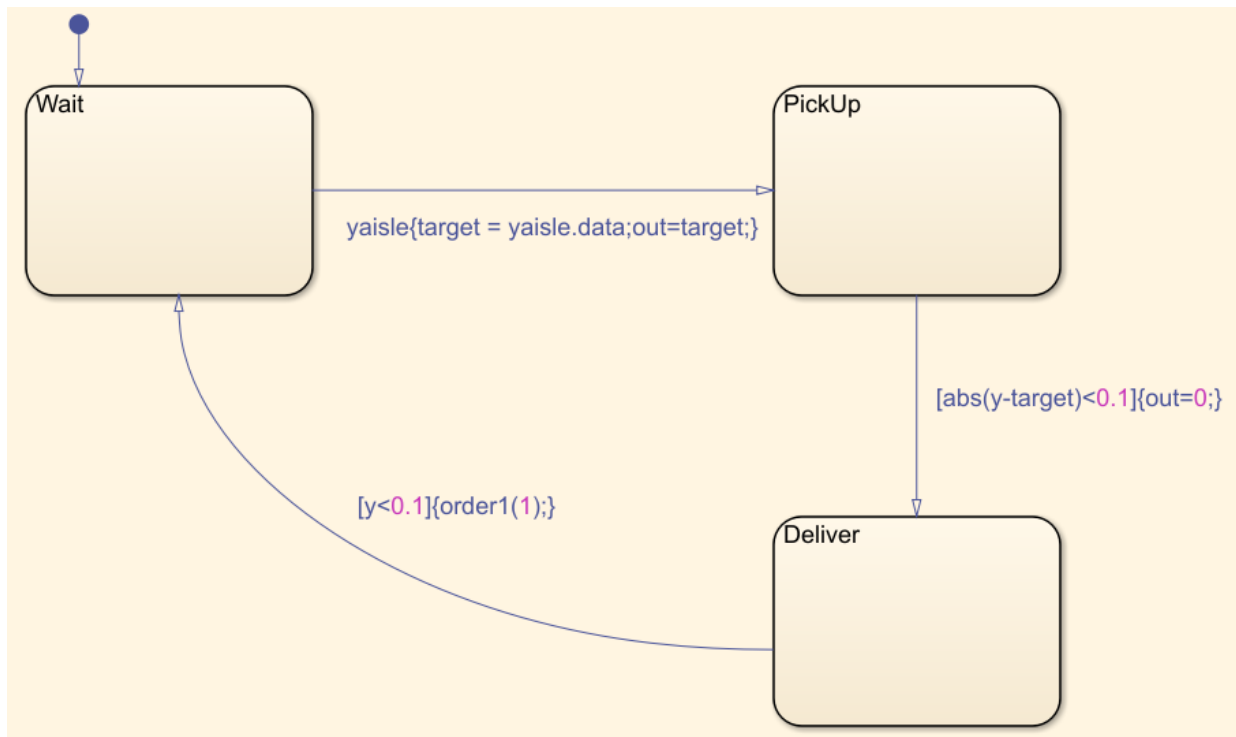 Wait
PickUp
yaisle{target = yaisle.data;out=target;}
[abs(y-target)<0.1]{out=0;}
[y<0.1]{order1(1);}
Deliver